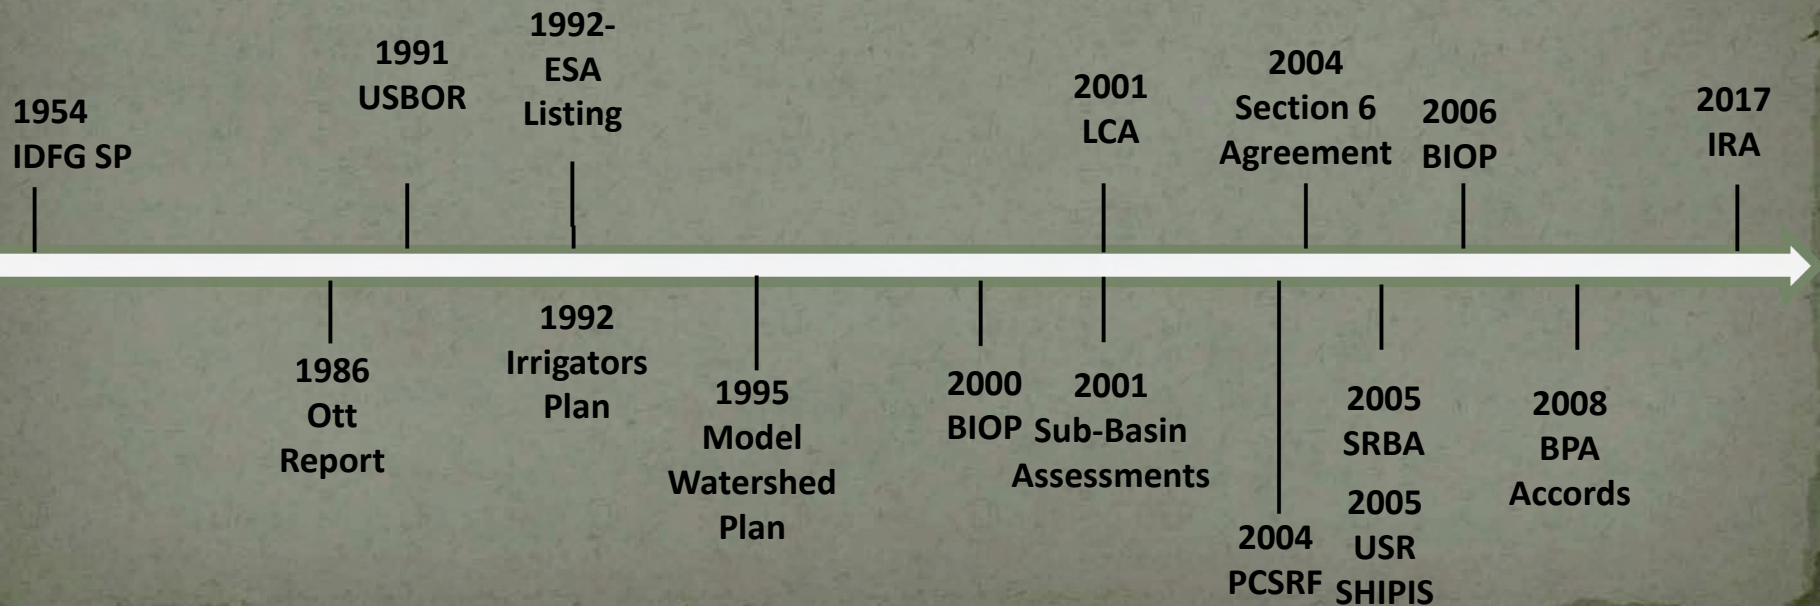 1954
IDFG SP
1991
USBOR
1992-
ESA
Listing
2001
LCA
2004
Section 6
Agreement
2006
BIOP
2017
IRA
1986
Ott
Report
1992
Irrigators
Plan
1995
Model
Watershed
Plan
2000
BIOP
2001
Sub-Basin
Assessments
2004
PCSRF
2005
SRBA
2005
USR
SHIPIS
2008
BPA
Accords